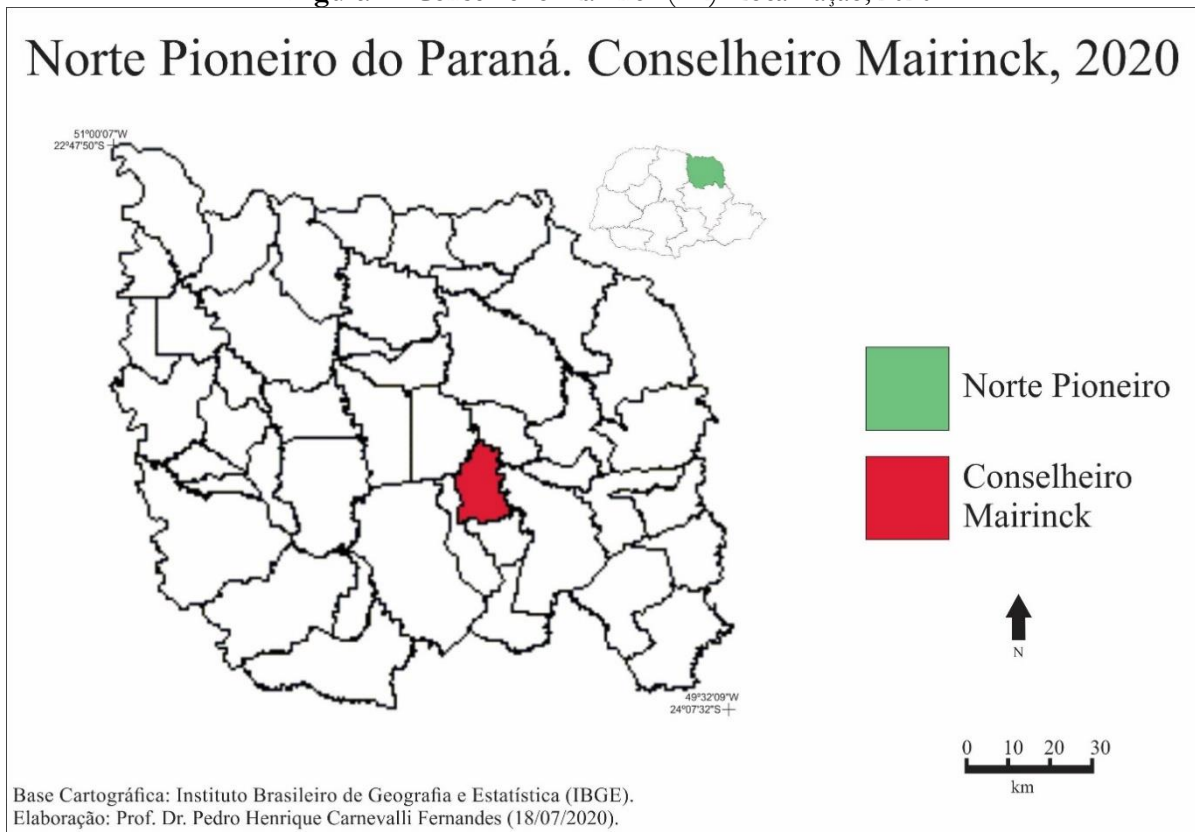 Norte Pioneiro do Paraná. Conselheiro Mairinck, 2020
51°00'07"W
22°47'50"S
Norte Pioneiro
Conselheiro
Mairinck
N
49°32'09"W
24°07'32"S
0 10 20 30
km
Base Cartográfica: Instituto Brasileiro de Geografia e Estatística (IBGE).
Elaboração: Prof. Dr. Pedro Henrique Carnevalli Fernandes (18/07/2020).